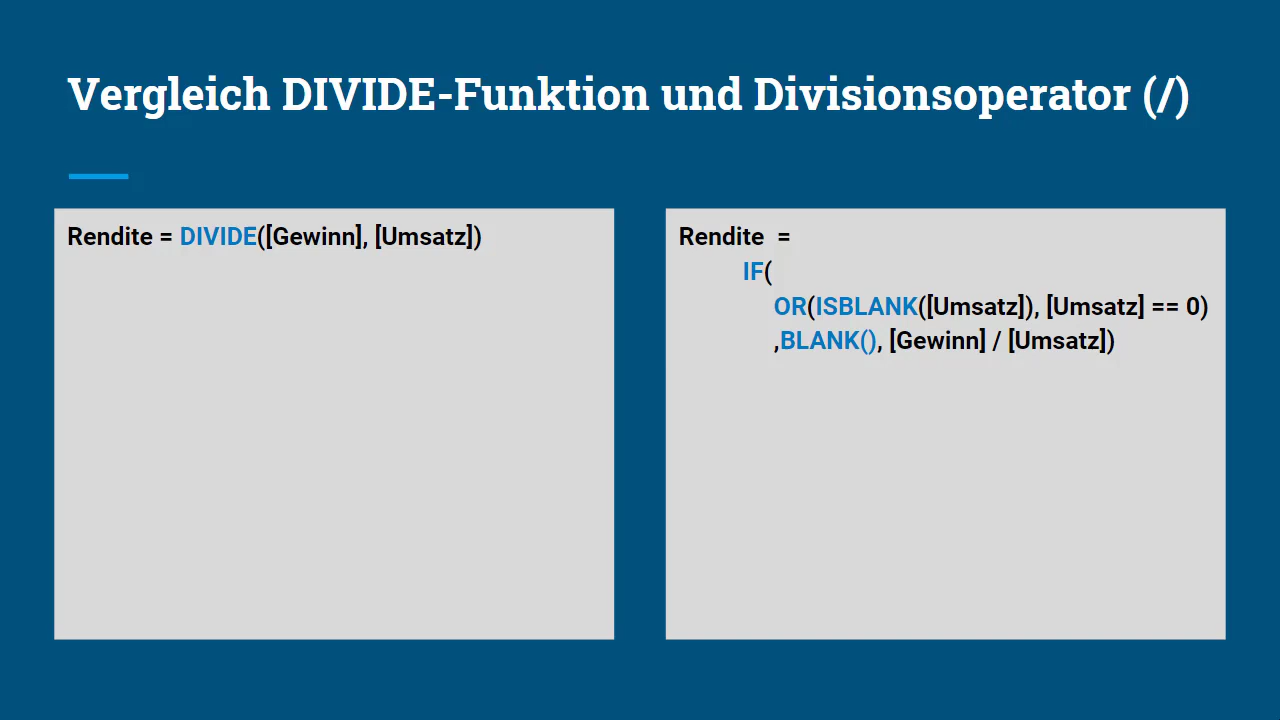 Vergleich DIVIDE-Funktion und Divisionsoperator (/)
Rendite = DIVIDE([Gewinn], [Umsatz])
Rendite =
IF(
OR(ISBLANK([Umsatz]), [Umsatz] == 0)
,BLANK(), [Gewinn] / [Umsatz])